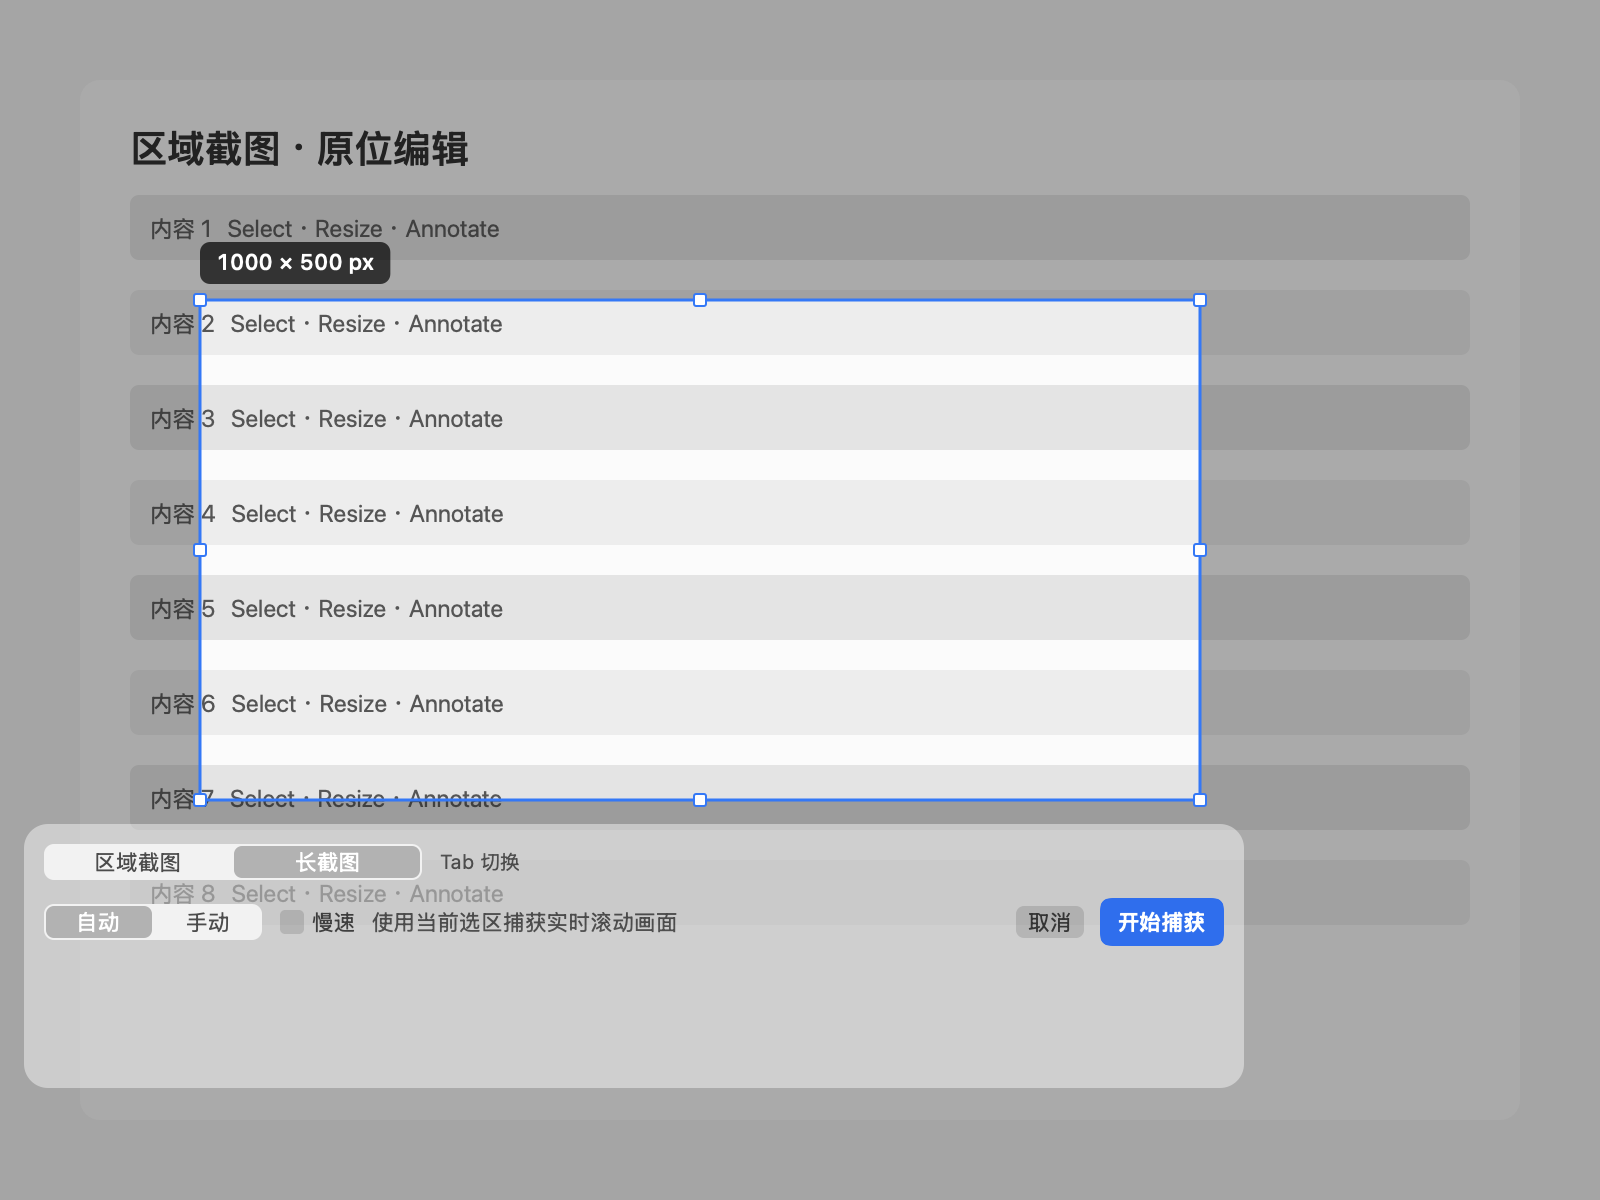 区域截图 · 原位编辑
内容 1 Select · Resize · Annotate
1000 × 500 px
内容 2 Select · Resize · Annotate
内容 3 Select · Resize · Annotate
内容 4 Select · Resize · Annotate
内容 5 Select · Resize · Annotate
内容 6 Select · Resize · Annotate
内容 7 Select · Resize · Annotate
区域截图 长截图 Tab 切换
内容 8 Select · Resize · Annotate
自动 手动 慢速 使用当前选区捕获实时滚动画面 取消 开始捕获